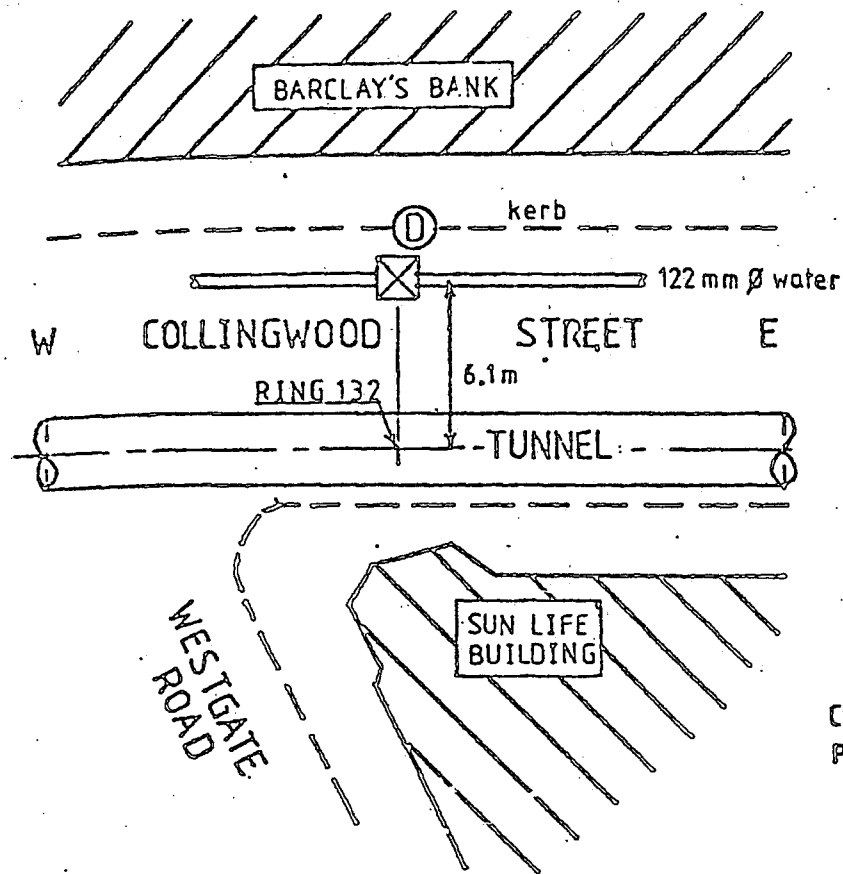 BARCLAY'S BANK
D
kerb
122 mm Ø water
W COLLINGWOOD STREET E
6.1m
RING 132
TUNNEL
WESTGATE
ROAD
SUN LIFE
BUILDING
C
P